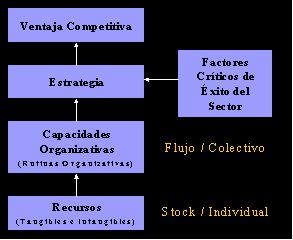 Ventaja Competitiva
Estrategia
Factores
Críticos de
Éxito del
Sector
Capacidades
Organizativas
(Rutinas Organizativas)
Flujo / Colectivo
Recursos
(Tangibles e Intangibles)
Stock / Individual